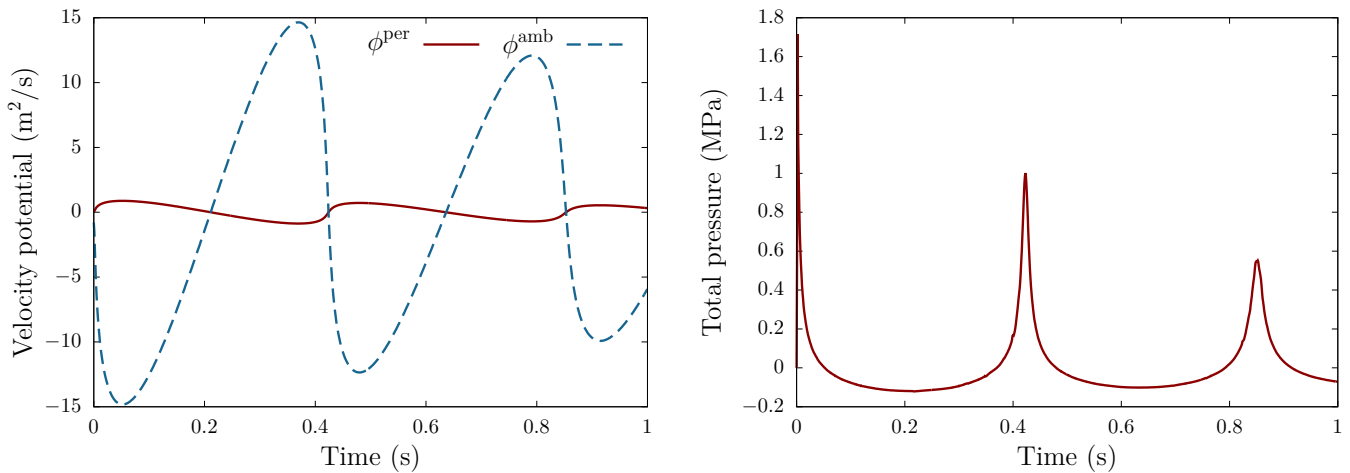 Velocity potential (m²/s)
15
10
5
0
−5
−10
−15
ϕ^per
ϕ^amb
0 0.2 0.4 0.6 0.8 1
Time (s)
Total pressure (MPa)
1.8
1.6
1.4
1.2
1
0.8
0.6
0.4
0.2
0
−0.2
0 0.2 0.4 0.6 0.8 1
Time (s)